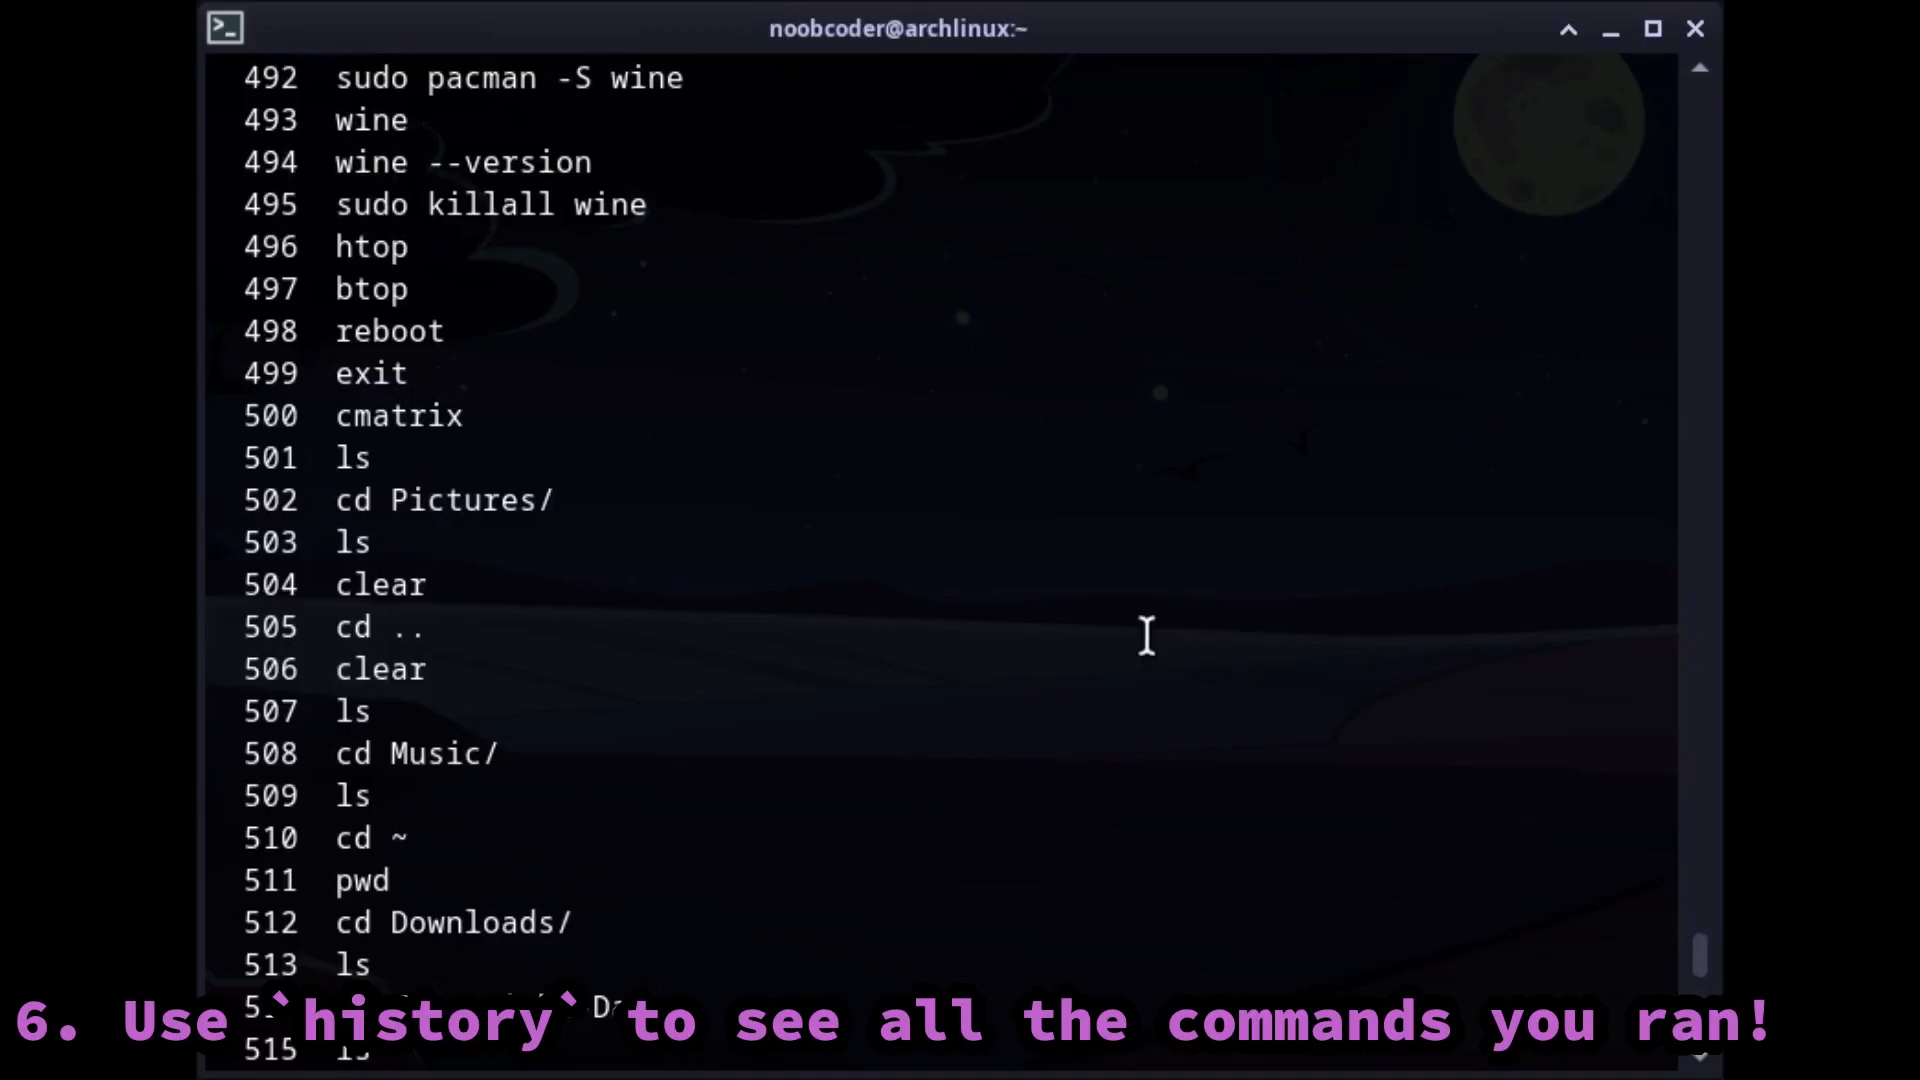 noobcoder@archlinux:~
492 sudo pacman -S wine
493 wine
494 wine --version
495 sudo killall wine
496 htop
497 btop
498 reboot
499 exit
500 cmatrix
501 ls
502 cd Pictures/
503 ls
504 clear
505 cd ..
506 clear
507 ls
508 cd Music/
509 ls
510 cd ~
511 pwd
512 cd Downloads/
513 ls
6. Use `history` to see all the commands you ran!
515 ls